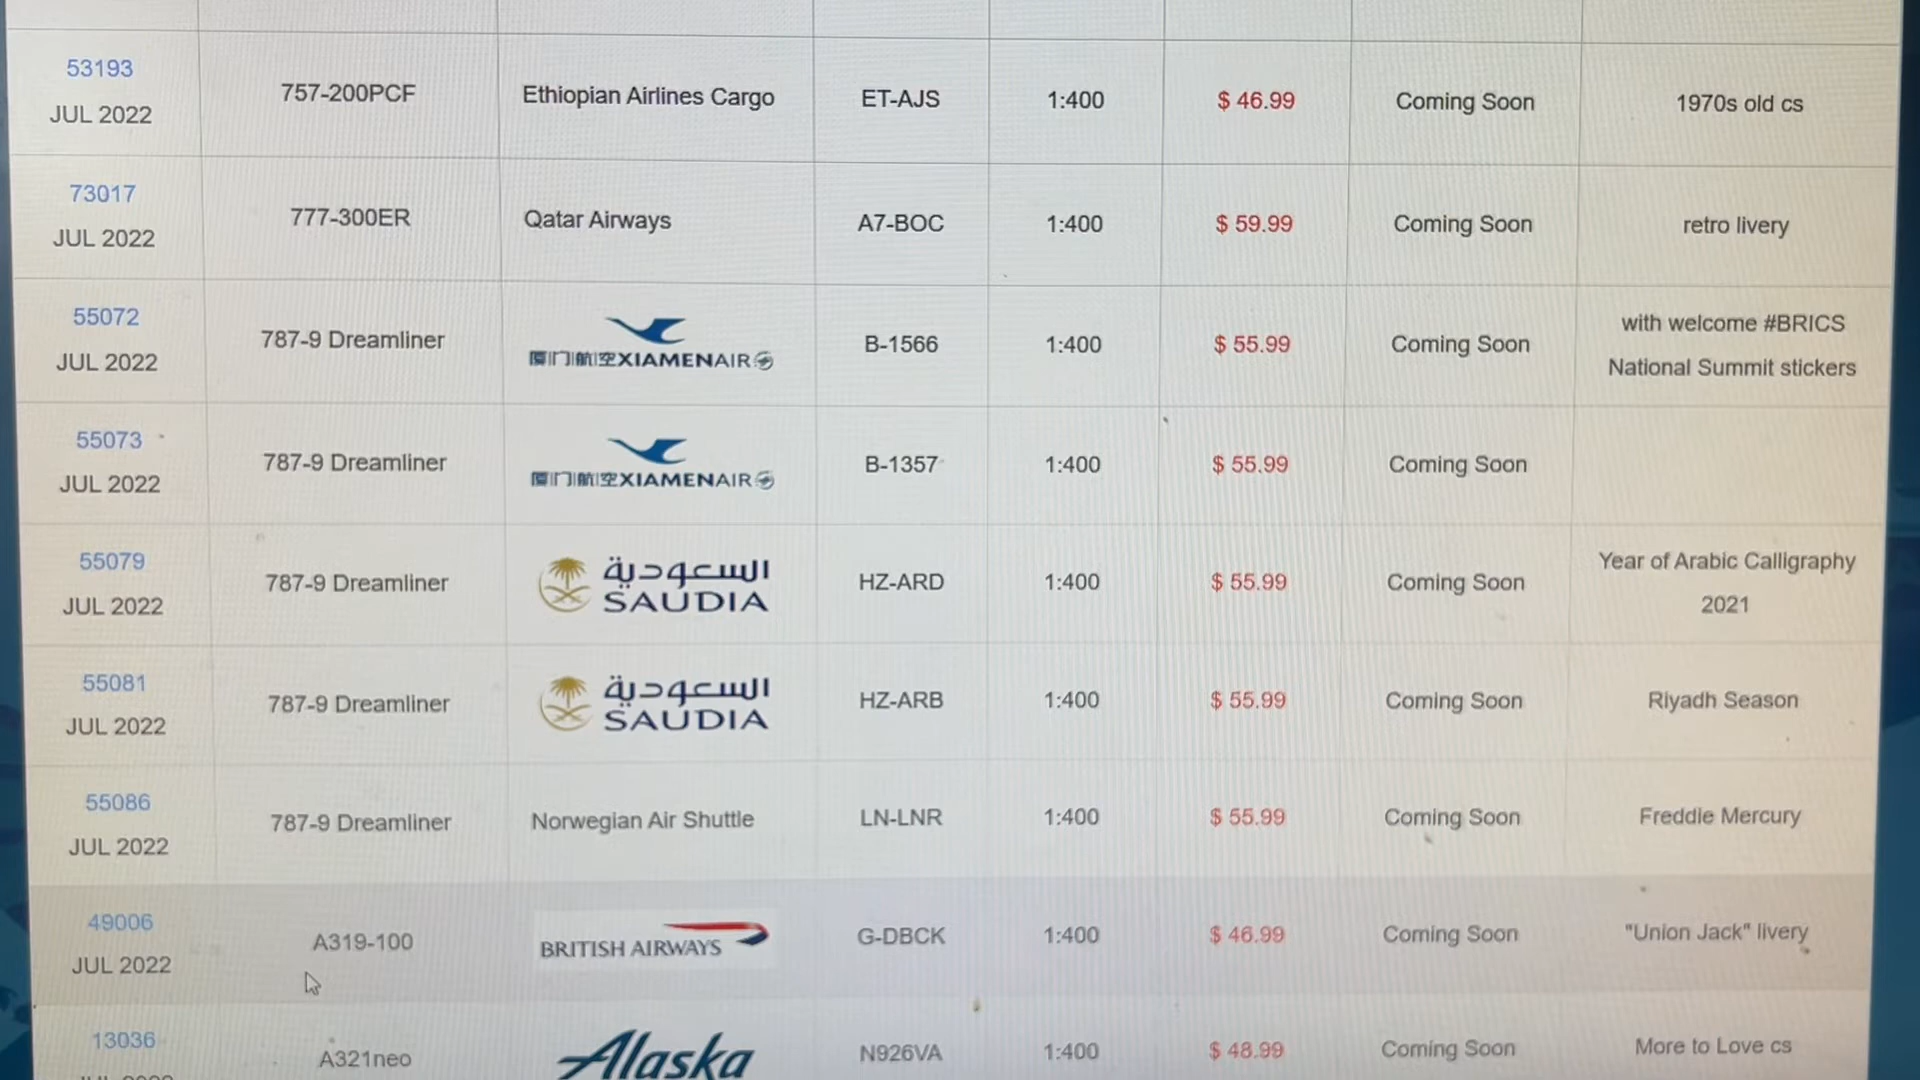 53193
JUL 2022
757-200PCF
Ethiopian Airlines Cargo
ET-AJS
1:400
$ 46.99
Coming Soon
1970s old cs
73017
JUL 2022
777-300ER
Qatar Airways
A7-BOC
1:400
$ 59.99
Coming Soon
retro livery
55072
JUL 2022
787-9 Dreamliner
厦门航空XIAMENAIR
B-1566
1:400
$ 55.99
Coming Soon
with welcome #BRICS
National Summit stickers
55073
JUL 2022
787-9 Dreamliner
厦门航空XIAMENAIR
B-1357
1:400
$ 55.99
Coming Soon
55079
JUL 2022
787-9 Dreamliner
السعودية
SAUDIA
HZ-ARD
1:400
$ 55.99
Coming Soon
Year of Arabic Calligraphy
2021
55081
JUL 2022
787-9 Dreamliner
السعودية
SAUDIA
HZ-ARB
1:400
$ 55.99
Coming Soon
Riyadh Season
55086
JUL 2022
787-9 Dreamliner
Norwegian Air Shuttle
LN-LNR
1:400
$ 55.99
Coming Soon
Freddie Mercury
49006
JUL 2022
A319-100
BRITISH AIRWAYS
G-DBCK
1:400
$ 46.99
Coming Soon
"Union Jack" livery
13036
A321neo
Alaska
N926VA
1:400
$ 48.99
Coming Soon
More to Love cs